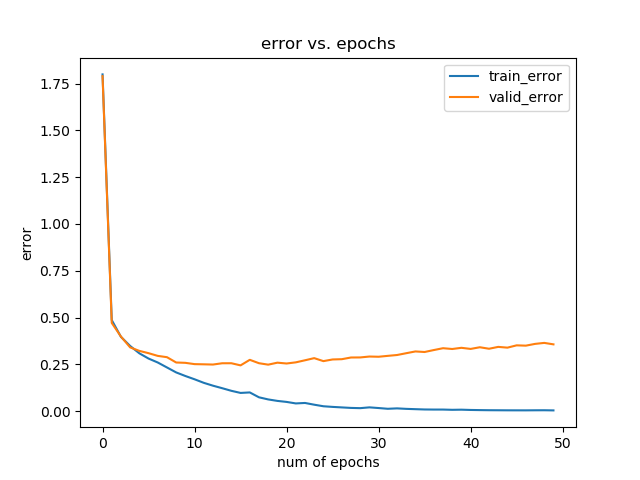 error vs. epochs
train_error
valid_error
error
1.75
1.50
1.25
1.00
0.75
0.50
0.25
0.00
0 10 20 30 40 50
num of epochs